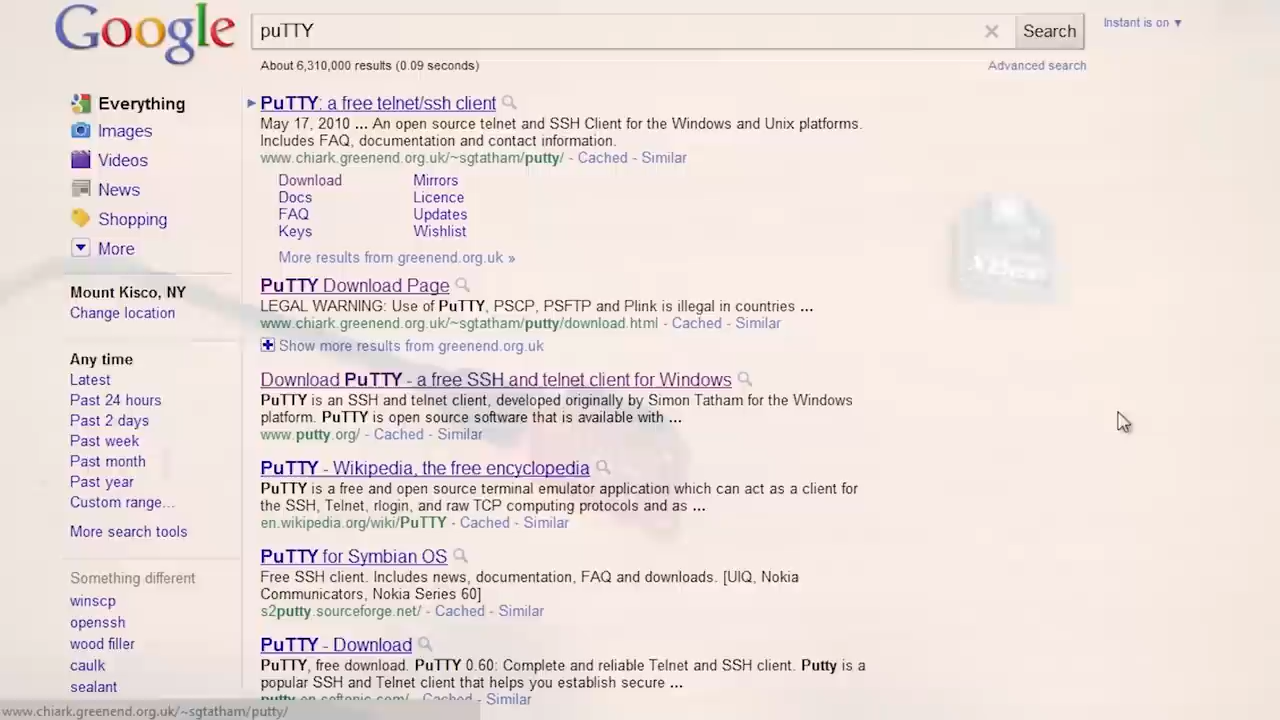 Google
puTTY
Search
Instant is on ▼
About 6,310,000 results (0.09 seconds)
Advanced search
Everything
Images
Videos
News
Shopping
More
Mount Kisco, NY
Change location
Any time
Latest
Past 24 hours
Past 2 days
Past week
Past month
Past year
Custom range...
More search tools
Something different
winscp
openssh
wood filler
caulk
sealant
PuTTY: a free telnet/ssh client
May 17, 2010 ... An open source telnet and SSH Client for the Windows and Unix platforms.
Includes FAQ, documentation and contact information.
www.chiark.greenend.org.uk/~sgtatham/putty/ - Cached - Similar
Download Mirrors
Docs Licence
FAQ Updates
Keys Wishlist
More results from greenend.org.uk »
PuTTY Download Page
LEGAL WARNING: Use of PuTTY, PSCP, PSFTP and Plink is illegal in countries ...
www.chiark.greenend.org.uk/~sgtatham/putty/download.html - Cached - Similar
Show more results from greenend.org.uk
Download PuTTY - a free SSH and telnet client for Windows
PuTTY is an SSH and telnet client, developed originally by Simon Tatham for the Windows
platform. PuTTY is open source software that is available with ...
www.putty.org/ - Cached - Similar
PuTTY - Wikipedia, the free encyclopedia
PuTTY is a free and open source terminal emulator application which can act as a client for
the SSH, Telnet, rlogin, and raw TCP computing protocols and as ...
en.wikipedia.org/wiki/PuTTY - Cached - Similar
PuTTY for Symbian OS
Free SSH client. Includes news, documentation, FAQ and downloads. [UIQ, Nokia
Communicators, Nokia Series 60]
s2putty.sourceforge.net/ - Cached - Similar
PuTTY - Download
PuTTY, free download. PuTTY 0.60: Complete and reliable Telnet and SSH client. Putty is a
popular SSH and Telnet client that helps you establish secure ...
putty.en.softonic.com/ - Cached - Similar
www.chiark.greenend.org.uk/~sgtatham/putty/